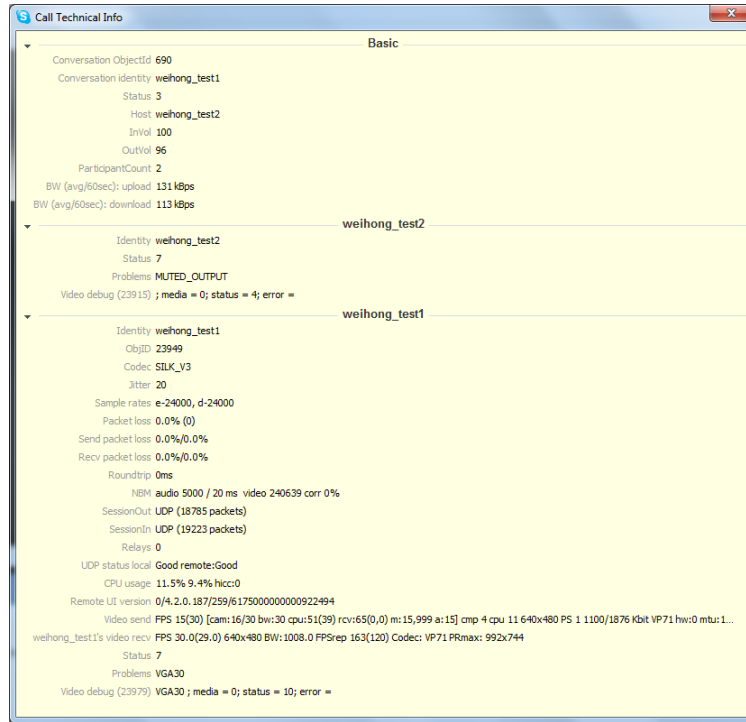 Call Technical Info
Basic
Conversation ObjectId 690
Conversation identity weihong_test1
Status 3
Host weihong_test2
InVol 100
OutVol 96
ParticipantCount 2
BW (avg/60sec): upload 131 kBps
BW (avg/60sec): download 113 kBps
weihong_test2
Identity weihong_test2
Status 7
Problems MUTED_OUTPUT
Video debug (23915) ; media = 0; status = 4; error =
weihong_test1
Identity weihong_test1
ObjID 23949
Codec SILK_V3
Jitter 20
Sample rates e-24000, d-24000
Packet loss 0.0% (0)
Send packet loss 0.0%/0.0%
Recv packet loss 0.0%/0.0%
Roundtrip 0ms
NBM audio 5000 / 20 ms video 240639 corr 0%
SessionOut UDP (18785 packets)
SessionIn UDP (19223 packets)
Relays 0
UDP status local Good remote:Good
CPU usage 11.5% 9.4% hicc:0
Remote UI version 0/4.2.0.187/259/6175000000000922494
Video send FPS 15(30) [cam:16/30 bw:30 cpu:51(39) rcv:65(0,0) m:15,999 a:15] cmp 4 cpu 11 640x480 PS 1 1100/1876 Kbit VP71 hw:0 mtu:1...
weihong_test1's video recv FPS 30.0(29.0) 640x480 BW:1008.0 FPSrep 163(120) Codec: VP71 PRmax: 992x744
Status 7
Problems VGA30
Video debug (23979) VGA30 ; media = 0; status = 10; error =